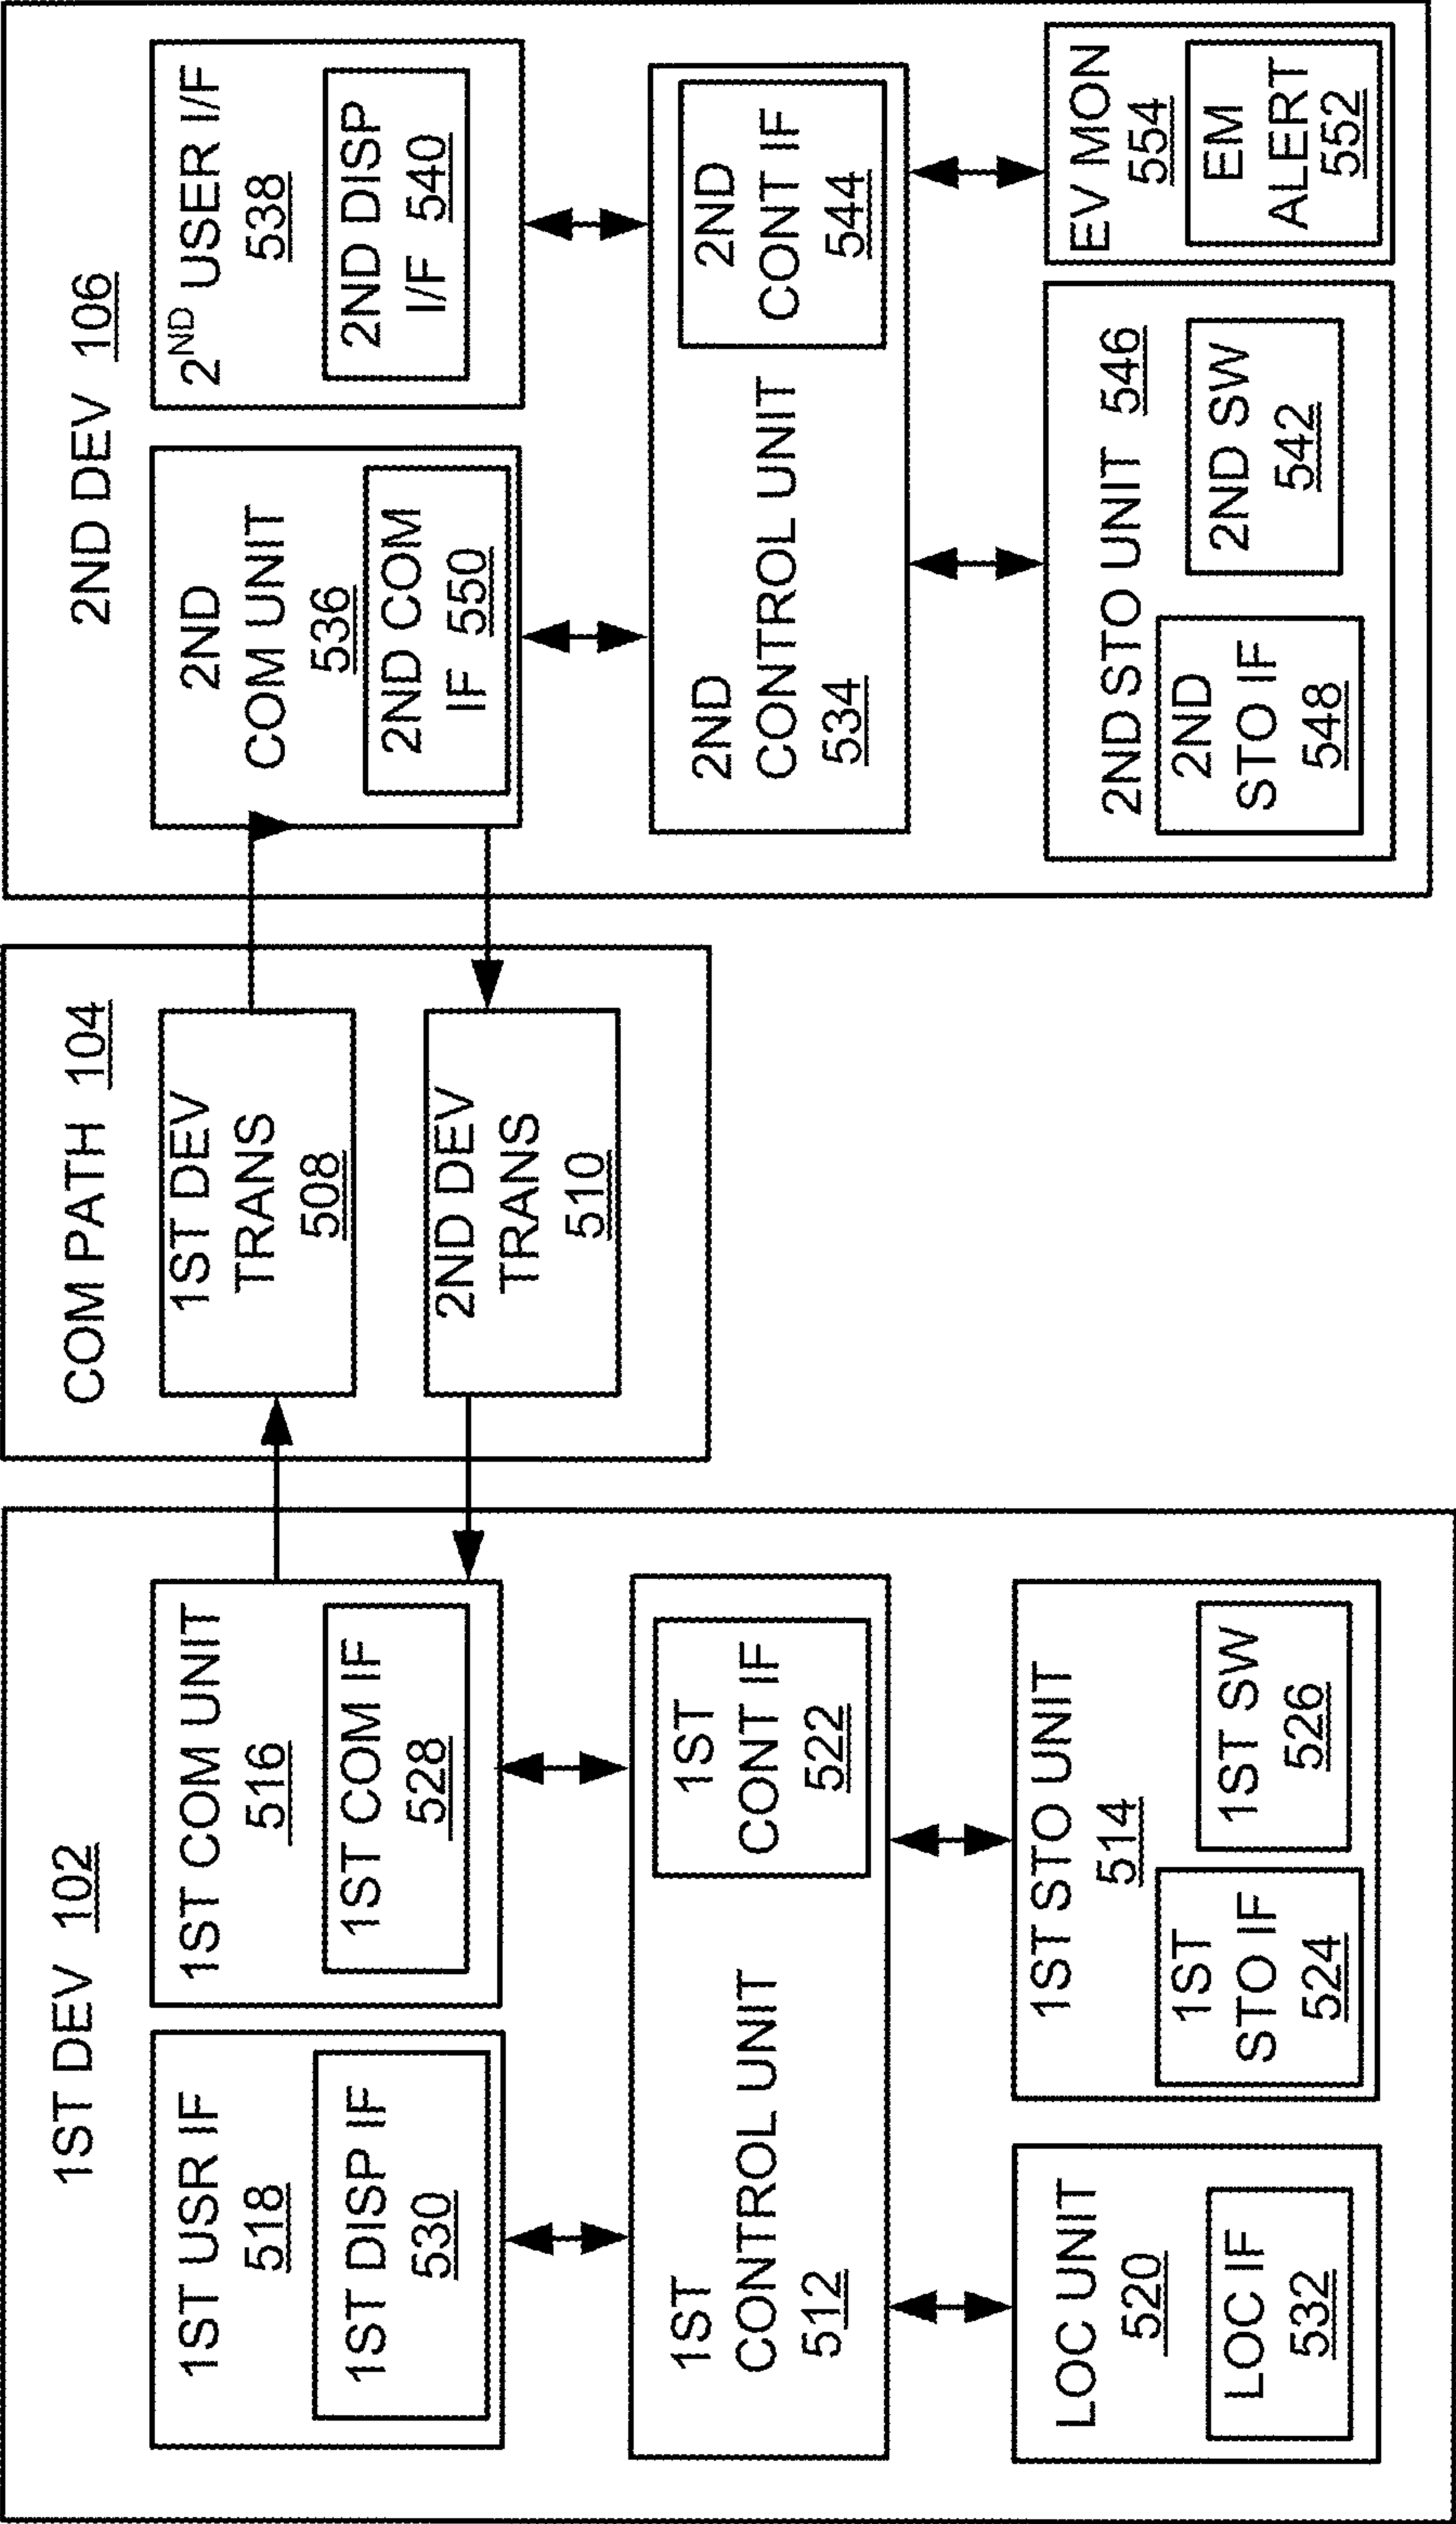 1ST DEV 102
1ST USR IF
518
1ST DISP IF
530
1ST COM UNIT
516
1ST COM IF
528
1ST
CONTROL UNIT
512
1ST
CONT IF
522
LOC UNIT
520
LOC IF
532
1ST STO UNIT
514
1ST
STO IF
524
1ST SW
526
COM PATH 104
1ST DEV
TRANS
508
2ND DEV
TRANS
510
2ND DEV 106
2ND
COM UNIT
536
2ND COM
IF 550
2ND USER I/F
538
2ND DISP
I/F 540
2ND
CONTROL UNIT
534
2ND
CONT IF
544
2ND STO UNIT 546
2ND
STO IF
548
2ND SW
542
EV MON
554
EM
ALERT
552